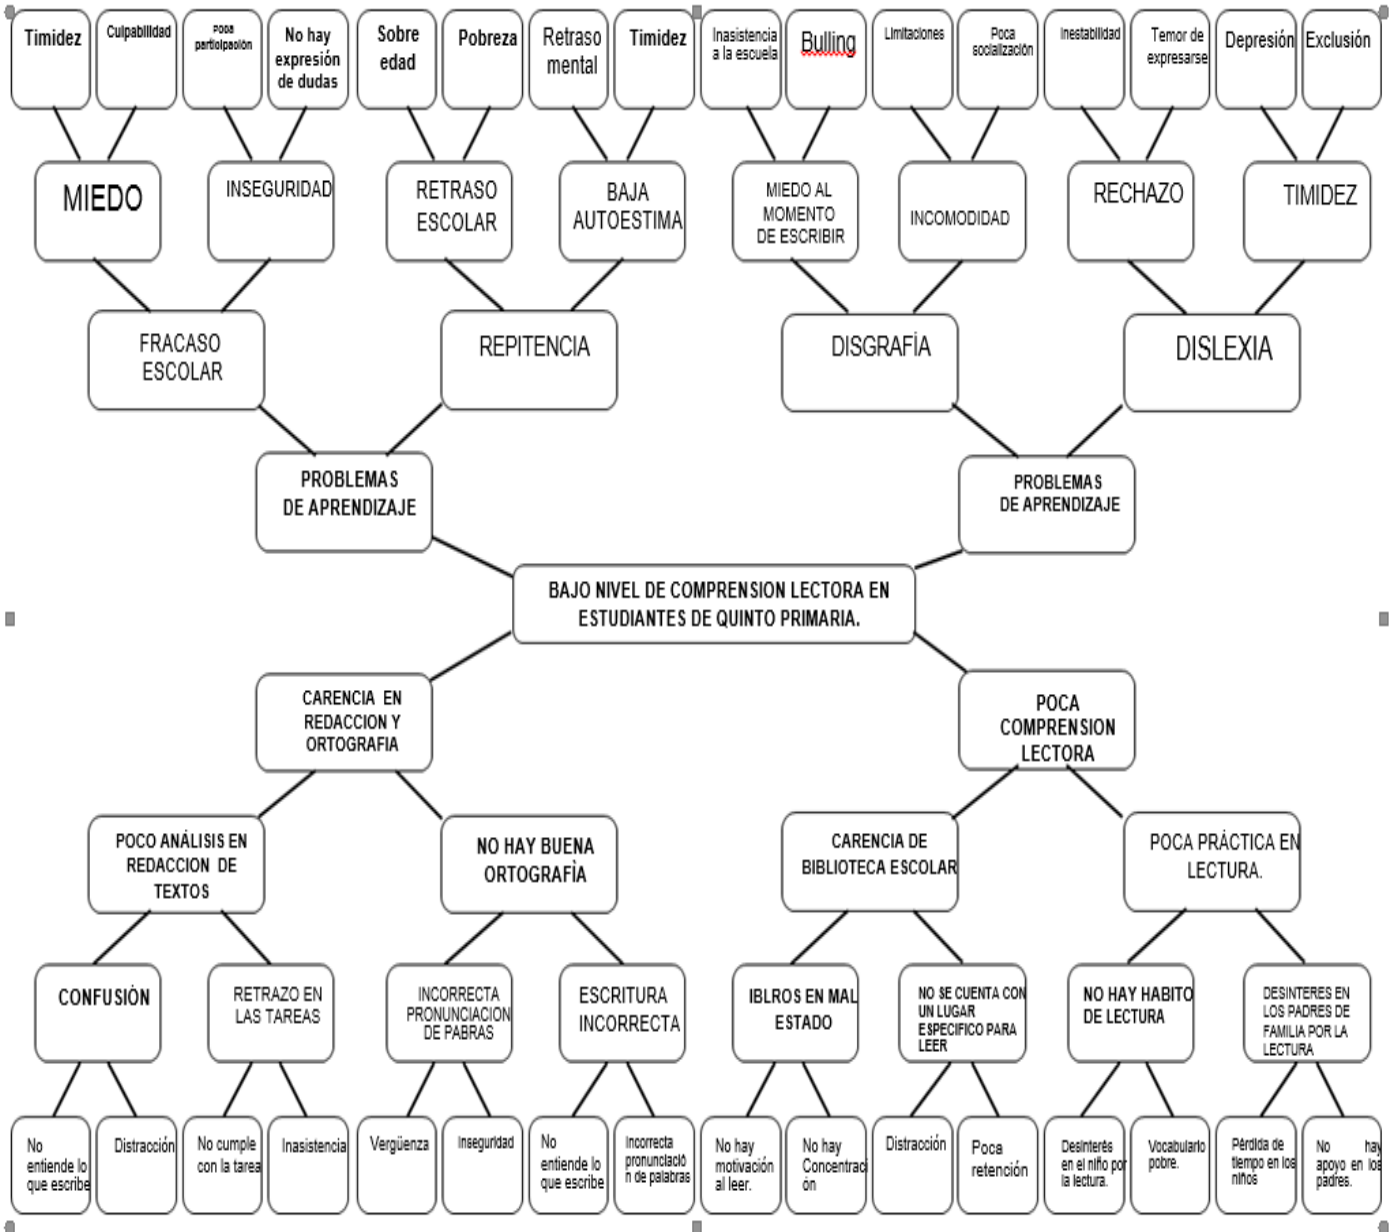 Timidez
Culpabilidad
Poca
participación
No hay
expresión
de dudas
Sobre
edad
Pobreza
Retraso
mental
Timidez
Inasistencia
a la escuela
Bulling
Limitaciones
Poca
socialización
Inestabilidad
Temor de
expresarse
Depresión
Exclusión
MIEDO
INSEGURIDAD
RETRASO
ESCOLAR
BAJA
AUTOESTIMA
MIEDO AL
MOMENTO
DE ESCRIBIR
INCOMODIDAD
RECHAZO
TIMIDEZ
FRACASO
ESCOLAR
REPITENCIA
DISGRAFÍA
DISLEXIA
PROBLEMAS
DE APRENDIZAJE
PROBLEMAS
DE APRENDIZAJE
BAJO NIVEL DE COMPRENSION LECTORA EN
ESTUDIANTES DE QUINTO PRIMARIA.
CARENCIA EN
REDACCION Y
ORTOGRAFIA
POCA
COMPRENSION
LECTORA
POCO ANÁLISIS EN
REDACCION DE
TEXTOS
NO HAY BUENA
ORTOGRAFÌA
CARENCIA DE
BIBLIOTECA ESCOLAR
POCA PRÁCTICA EN
LECTURA.
CONFUSIÓN
RETRAZO EN
LAS TAREAS
INCORRECTA
PRONUNCIACION
DE PABRAS
ESCRITURA
INCORRECTA
IBLROS EN MAL
ESTADO
NO SE CUENTA CON
UN LUGAR
ESPECIFICO PARA
LEER
NO HAY HABITO
DE LECTURA
DESINTERES EN
LOS PADRES DE
FAMILIA POR LA
LECTURA
No
entiende lo
que escribe
Distracción
No cumple
con la tarea
Inasistencia
Vergüenza
Inseguridad
No
entiende lo
que escribe
Incorrecta
pronunciació
n de palabras
No hay
motivación
al leer.
No hay
Concentraci
ón
Distracción
Poca
retención
Desinterés
en el niño por
la lectura.
Vocabulario
pobre.
Pérdida de
tiempo en los
niños
No hay
apoyo en los
padres.